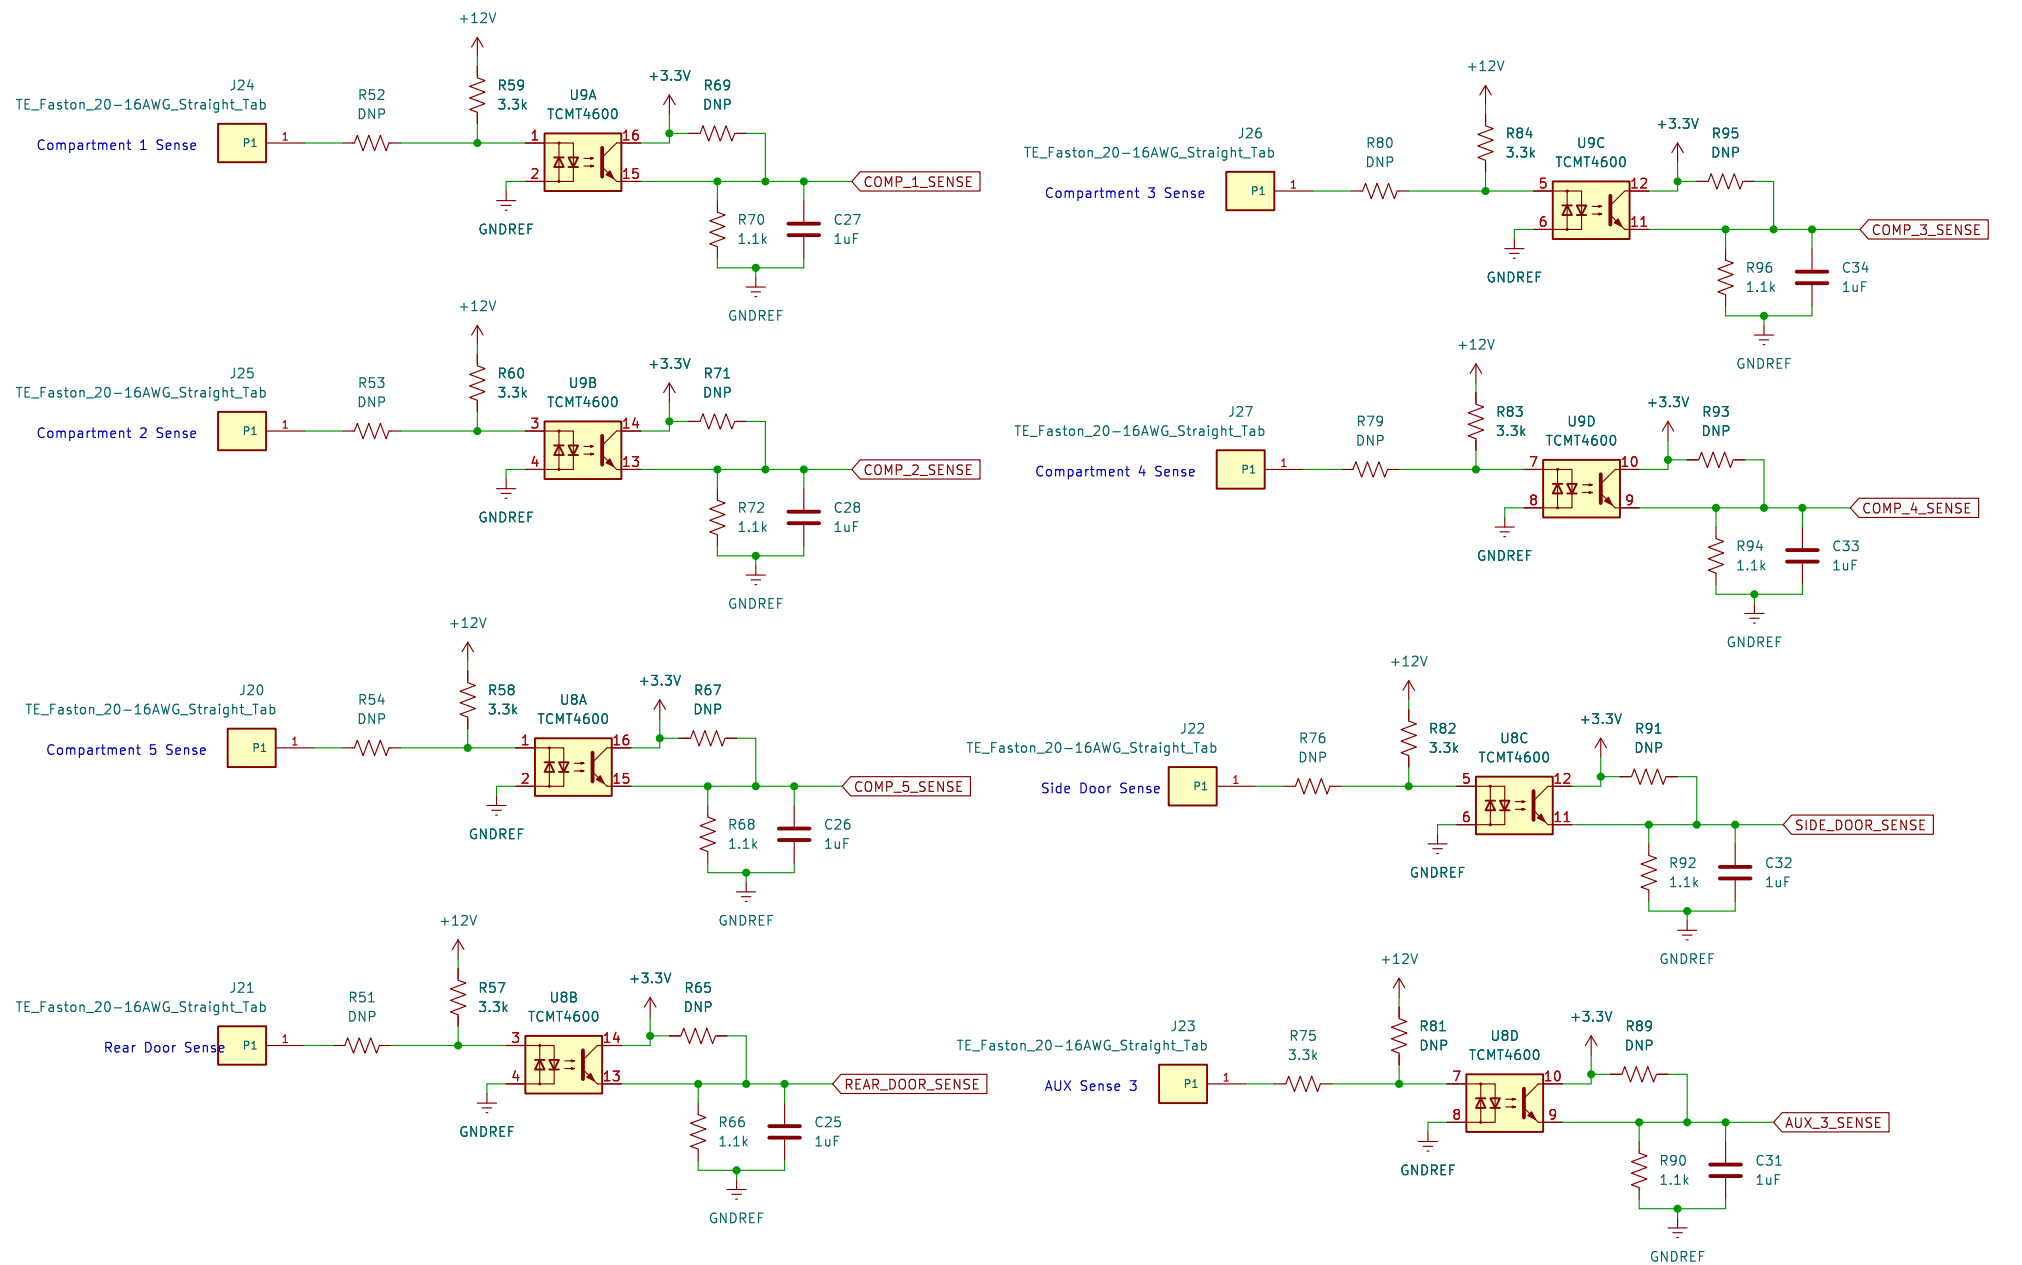 +12V
J24
TE_Faston_20-16AWG_Straight_Tab
Compartment 1 Sense
P1
1
R52
DNP
R59
3.3k
U9A
TCMT4600
1
2
16
15
+3.3V
R69
DNP
COMP_1_SENSE
GNDREF
R70
1.1k
C27
1uF
GNDREF
+12V
J25
TE_Faston_20-16AWG_Straight_Tab
Compartment 2 Sense
P1
1
R53
DNP
R60
3.3k
U9B
TCMT4600
3
4
14
13
+3.3V
R71
DNP
COMP_2_SENSE
GNDREF
R72
1.1k
C28
1uF
GNDREF
+12V
J20
TE_Faston_20-16AWG_Straight_Tab
Compartment 5 Sense
P1
1
R54
DNP
R58
3.3k
U8A
TCMT4600
1
2
16
15
+3.3V
R67
DNP
COMP_5_SENSE
GNDREF
R68
1.1k
C26
1uF
GNDREF
+12V
J21
TE_Faston_20-16AWG_Straight_Tab
Rear Door Sense
P1
1
R51
DNP
R57
3.3k
U8B
TCMT4600
3
4
14
13
+3.3V
R65
DNP
REAR_DOOR_SENSE
GNDREF
R66
1.1k
C25
1uF
GNDREF
+12V
J26
TE_Faston_20-16AWG_Straight_Tab
Compartment 3 Sense
P1
1
R80
DNP
R84
3.3k
U9C
TCMT4600
5
6
12
11
+3.3V
R95
DNP
COMP_3_SENSE
GNDREF
R96
1.1k
C34
1uF
GNDREF
+12V
J27
TE_Faston_20-16AWG_Straight_Tab
Compartment 4 Sense
P1
1
R79
DNP
R83
3.3k
U9D
TCMT4600
7
8
10
9
+3.3V
R93
DNP
COMP_4_SENSE
GNDREF
R94
1.1k
C33
1uF
GNDREF
+12V
J22
TE_Faston_20-16AWG_Straight_Tab
Side Door Sense
P1
1
R76
DNP
R82
3.3k
U8C
TCMT4600
5
6
12
11
+3.3V
R91
DNP
SIDE_DOOR_SENSE
GNDREF
R92
1.1k
C32
1uF
GNDREF
+12V
J23
TE_Faston_20-16AWG_Straight_Tab
AUX Sense 3
P1
1
R75
3.3k
R81
DNP
U8D
TCMT4600
7
8
10
9
+3.3V
R89
DNP
AUX_3_SENSE
GNDREF
R90
1.1k
C31
1uF
GNDREF